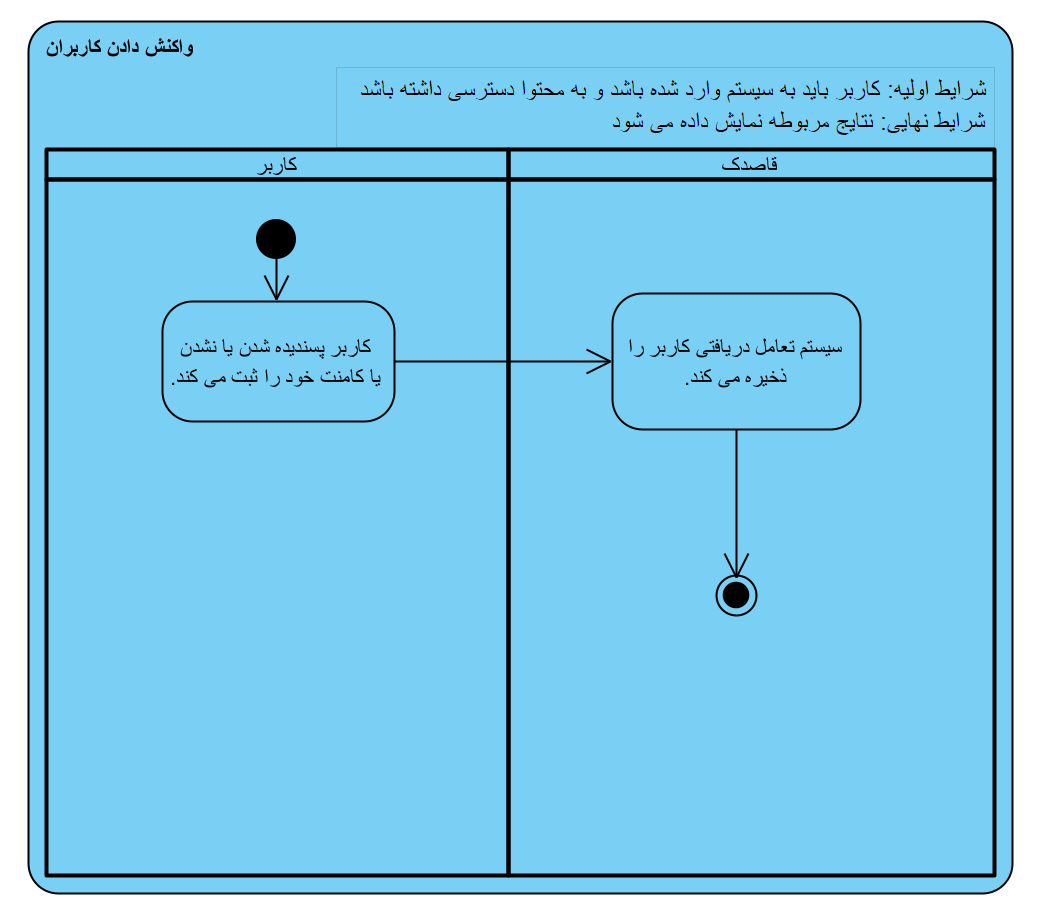 واکنش دادن کاربران
شرایط اولیه: کاربر باید به سیستم وارد شده باشد و به محتوا دسترسی داشته باشد
شرایط نهایی: نتایج مربوطه نمایش داده می شود
کاربر
قاصدک
کاربر پسندیده شدن یا نشدن
یا کامنت خود را ثبت می کند.
سیستم تعامل دریافتی کاربر را
ذخیره می کند.